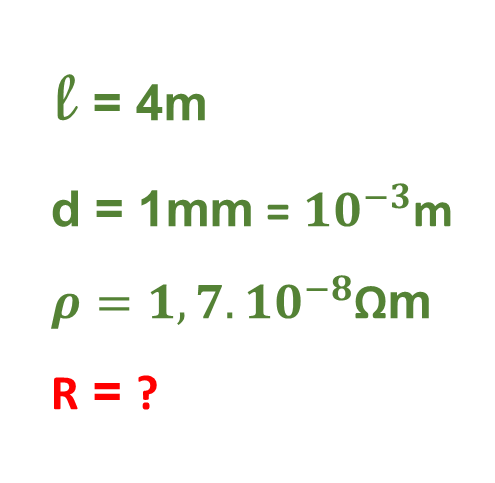 ℓ = 4m
d = 1mm = 10⁻³m
ρ = 1,7.10⁻⁸Ωm
R = ?